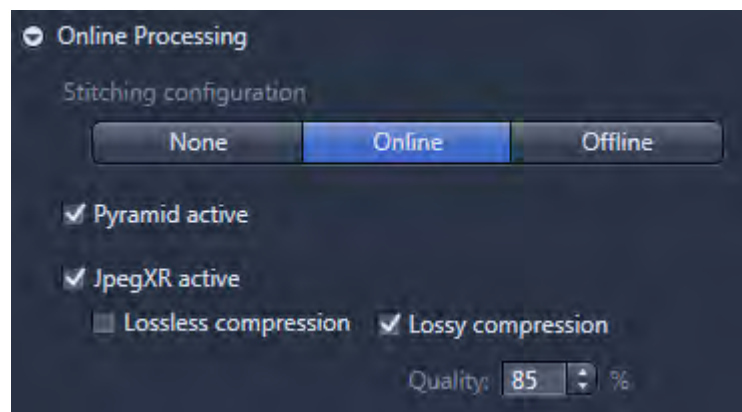 Online Processing
Stitching configuration
None Online Offline
Pyramid active
JpegXR active
Lossless compression Lossy compression
Quality: 85 %